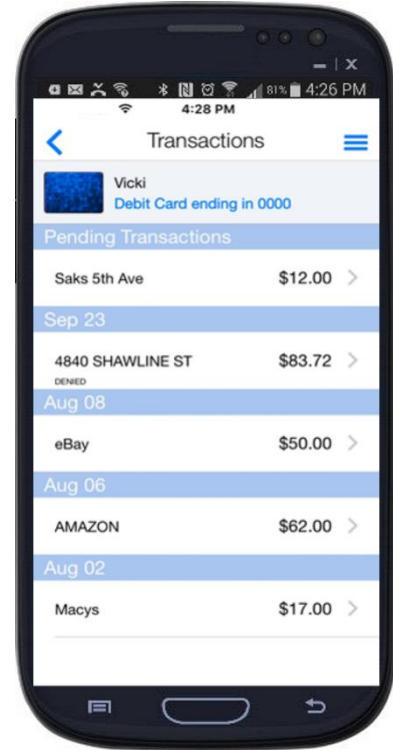 81% 4:26 PM
4:28 PM
Transactions
Vicki
Debit Card ending in 0000
Pending Transactions
Saks 5th Ave $12.00
Sep 23
4840 SHAWLINE ST $83.72
DENIED
Aug 08
eBay $50.00
Aug 06
AMAZON $62.00
Aug 02
Macys $17.00